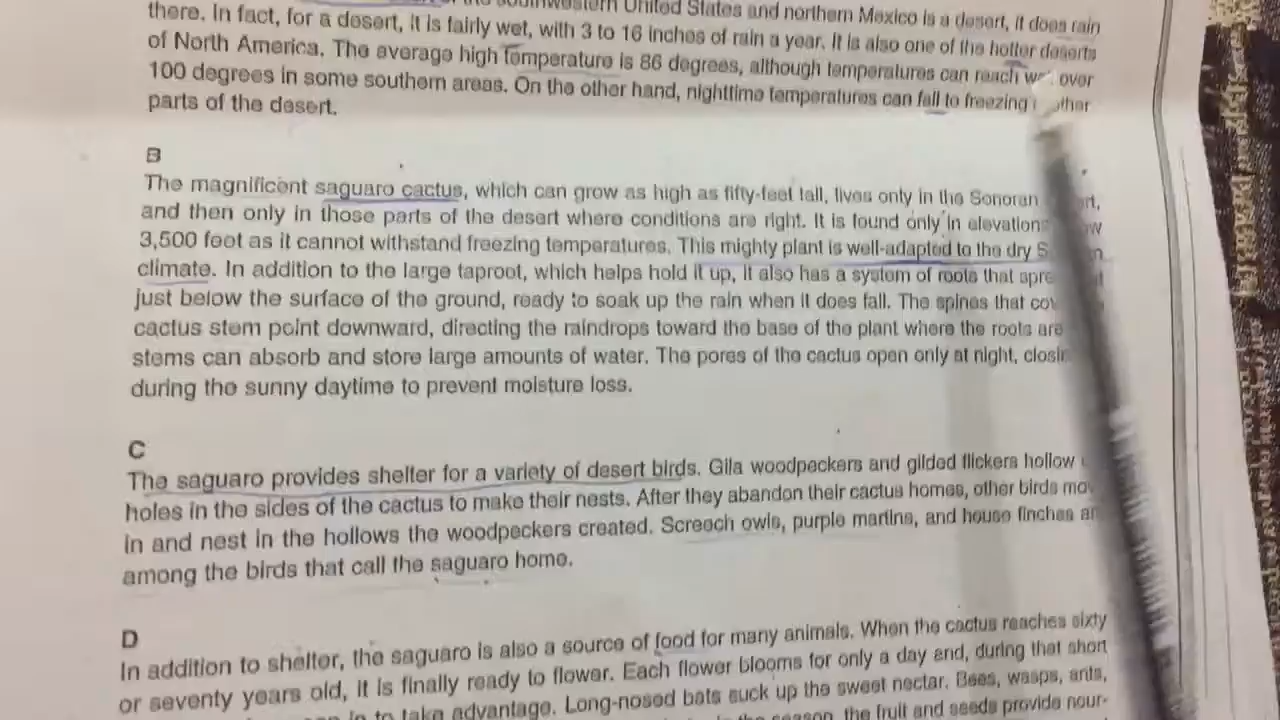 southwestern United States and northern Mexico is a desert, it does rain
there. In fact, for a desert, it is fairly wet, with 3 to 16 inches of rain a year. It is also one of the hotter deserts
of North America. The average high temperature is 86 degrees, although temperatures can reach over
100 degrees in some southern areas. On the other hand, nighttime temperatures can fall to freezing other
parts of the desert.
B
The magnificent saguaro cactus, which can grow as high as fifty-feet tall, lives only in the Sonoran
and then only in those parts of the desert where conditions are right. It is found only in
3,500 feet as it cannot withstand freezing temperatures. This mighty plant is well-adapted to the dry
climate. In addition to the large taproot, which helps hold it up, it also has a system of roots that
just below the surface of the ground, ready to soak up the rain when it does fall. The spines that
cactus stem point downward, directing the raindrops toward the base of the plant where the roots are
stems can absorb and store large amounts of water. The pores of the cactus open only at night,
during the sunny daytime to prevent moisture loss.
C
The saguaro provides shelter for a variety of desert birds. Gila woodpeckers and gilded flickers hollow
holes in the sides of the cactus to make their nests. After they abandon their cactus homes, other birds
in and nest in the hollows the woodpeckers created. Screech owls, purple martins, and house finches
among the birds that call the saguaro home.
D
In addition to shelter, the saguaro is also a source of food for many animals. When the cactus reaches sixty
or seventy years old, it is finally ready to flower. Each flower blooms for only a day and, during that short
in to take advantage. Long-nosed bats suck up the sweet nectar. Bees, wasps, ants,
the season, the fruit and seeds provide nour-